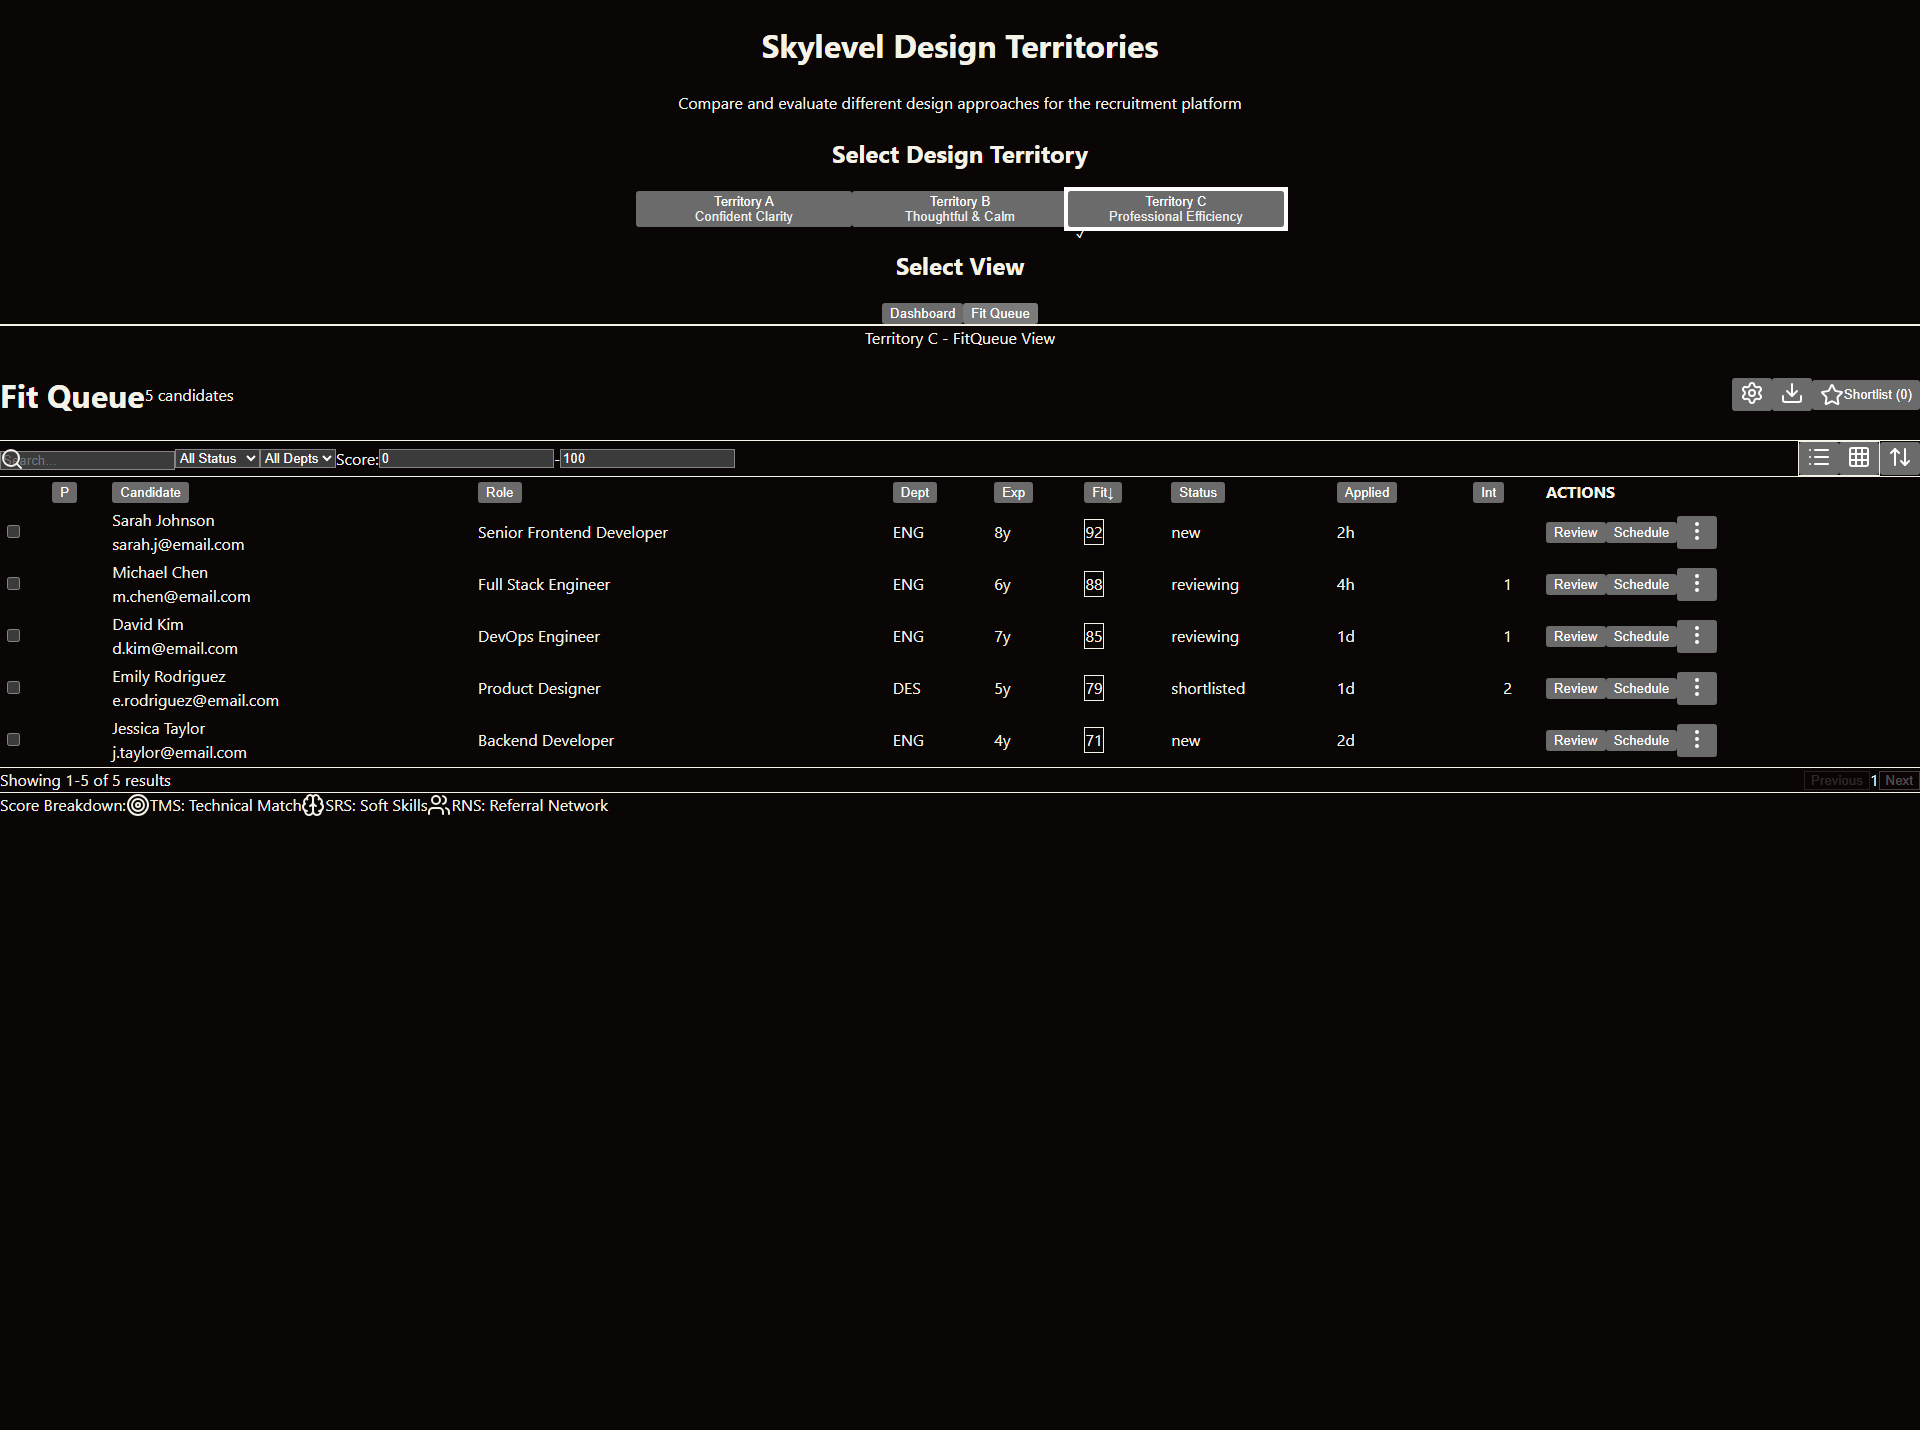 Skylevel Design Territories
Compare and evaluate different design approaches for the recruitment platform
Select Design Territory
Territory A
Confident Clarity
Territory B
Thoughtful & Calm
Territory C
Professional Efficiency
✓
Select View
Dashboard Fit Queue
Territory C - FitQueue View
Fit Queue 5 candidates Shortlist (0)
Search... All Status All Depts Score: 0 - 100
P Candidate Role Dept Exp Fit↓ Status Applied Int ACTIONS
Sarah Johnson
sarah.j@email.com
Senior Frontend Developer ENG 8y 92 new 2h Review Schedule
Michael Chen
m.chen@email.com
Full Stack Engineer ENG 6y 88 reviewing 4h 1 Review Schedule
David Kim
d.kim@email.com
DevOps Engineer ENG 7y 85 reviewing 1d 1 Review Schedule
Emily Rodriguez
e.rodriguez@email.com
Product Designer DES 5y 79 shortlisted 1d 2 Review Schedule
Jessica Taylor
j.taylor@email.com
Backend Developer ENG 4y 71 new 2d Review Schedule
Showing 1-5 of 5 results Previous 1 Next
Score Breakdown: TMS: Technical Match SRS: Soft Skills RNS: Referral Network